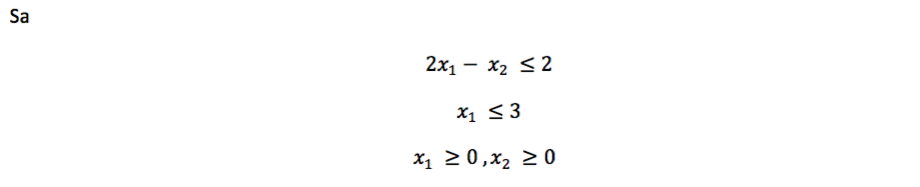 Sa
2x₁ − x₂ ≤ 2
x₁ ≤ 3
x₁ ≥ 0 , x₂ ≥ 0